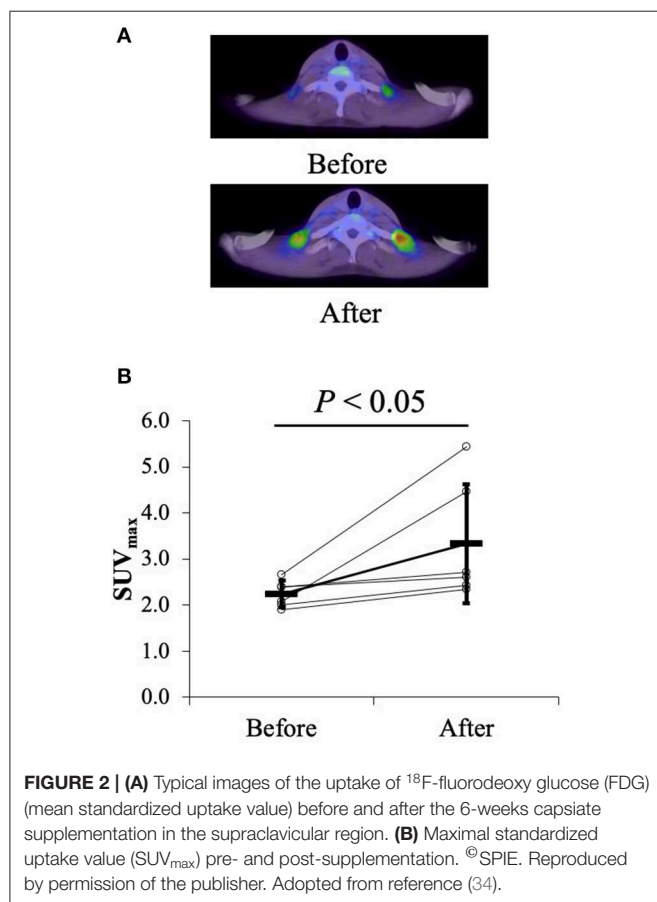 A
Before
After
B
P < 0.05
6.0
5.0
4.0
3.0
2.0
1.0
0.0
SUVmax
Before After
FIGURE 2 | (A) Typical images of the uptake of 18F-fluorodeoxy glucose (FDG)
(mean standardized uptake value) before and after the 6-weeks capsiate
supplementation in the supraclavicular region. (B) Maximal standardized
uptake value (SUVmax) pre- and post-supplementation. ©SPIE. Reproduced
by permission of the publisher. Adopted from reference (34).